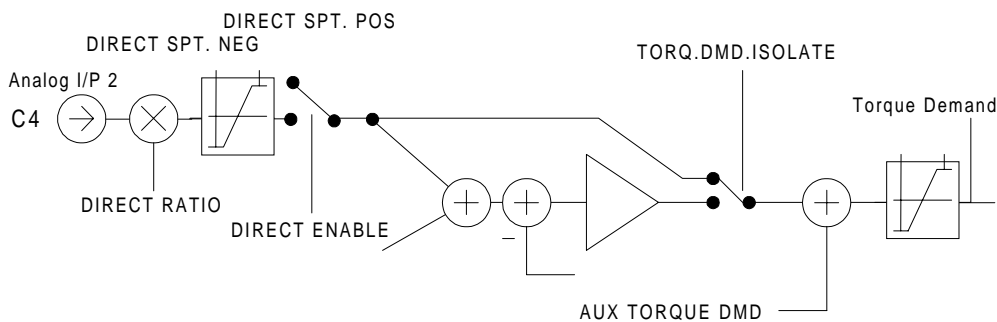 DIRECT SPT. POS
DIRECT SPT. NEG
TORQ.DMD.ISOLATE
Analog I/P 2
Torque Demand
C4
DIRECT RATIO
DIRECT ENABLE
AUX TORQUE DMD